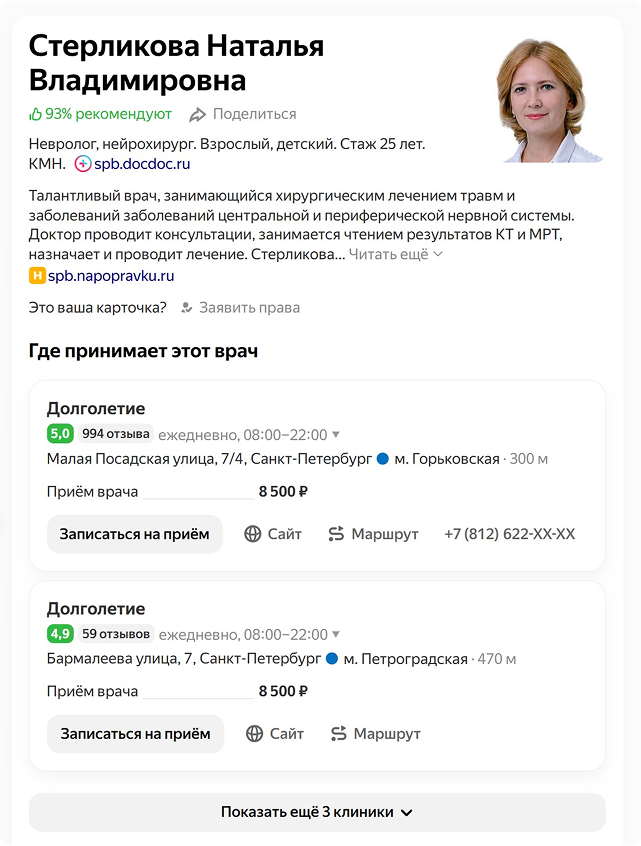 Стерликова Наталья
Владимировна
93% рекомендуют Поделиться
Невролог, нейрохирург. Взрослый, детский. Стаж 25 лет.
КМН. spb.docdoc.ru
Талантливый врач, занимающийся хирургическим лечением травм и
заболеваний заболеваний центральной и периферической нервной системы.
Доктор проводит консультации, занимается чтением результатов КТ и МРТ,
назначает и проводит лечение. Стерликова... Читать ещё
Н spb.napopravku.ru
Это ваша карточка? Заявить права
Где принимает этот врач
Долголетие
5,0 994 отзыва ежедневно, 08:00–22:00
Малая Посадская улица, 7/4, Санкт-Петербург м. Горьковская · 300 м
Приём врача 8 500 ₽
Записаться на приём Сайт Маршрут +7 (812) 622-XX-XX
Долголетие
4,9 59 отзывов ежедневно, 08:00–22:00
Бармалеева улица, 7, Санкт-Петербург м. Петроградская · 470 м
Приём врача 8 500 ₽
Записаться на приём Сайт Маршрут
Показать ещё 3 клиники